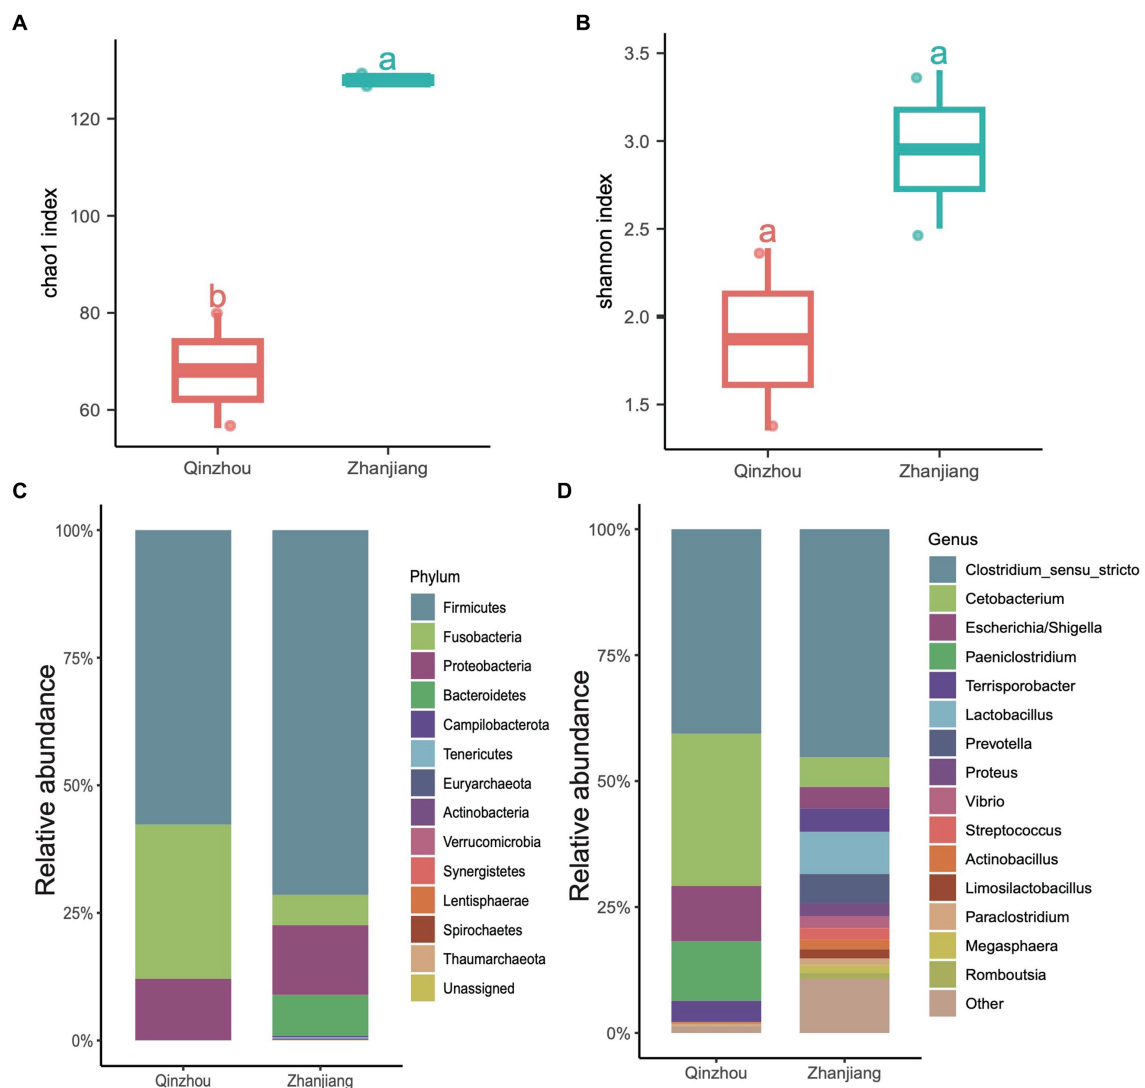 A
chao1 index
120
100
80
60
a
b
Qinzhou
Zhanjiang
B
shannon index
3.5
3.0
2.5
2.0
1.5
a
a
Qinzhou
Zhanjiang
C
Relative abundance
100%
75%
50%
25%
0%
Qinzhou
Zhanjiang
Phylum
Firmicutes
Fusobacteria
Proteobacteria
Bacteroidetes
Campilobacterota
Tenericutes
Euryarchaeota
Actinobacteria
Verrucomicrobia
Synergistetes
Lentisphaerae
Spirochaetes
Thaumarchaeota
Unassigned
D
Relative abundance
100%
75%
50%
25%
0%
Qinzhou
Zhanjiang
Genus
Clostridium_sensu_stricto
Cetobacterium
Escherichia/Shigella
Paeniclostridium
Terrisporobacter
Lactobacillus
Prevotella
Proteus
Vibrio
Streptococcus
Actinobacillus
Limosilactobacillus
Paraclostridium
Megasphaera
Romboutsia
Other